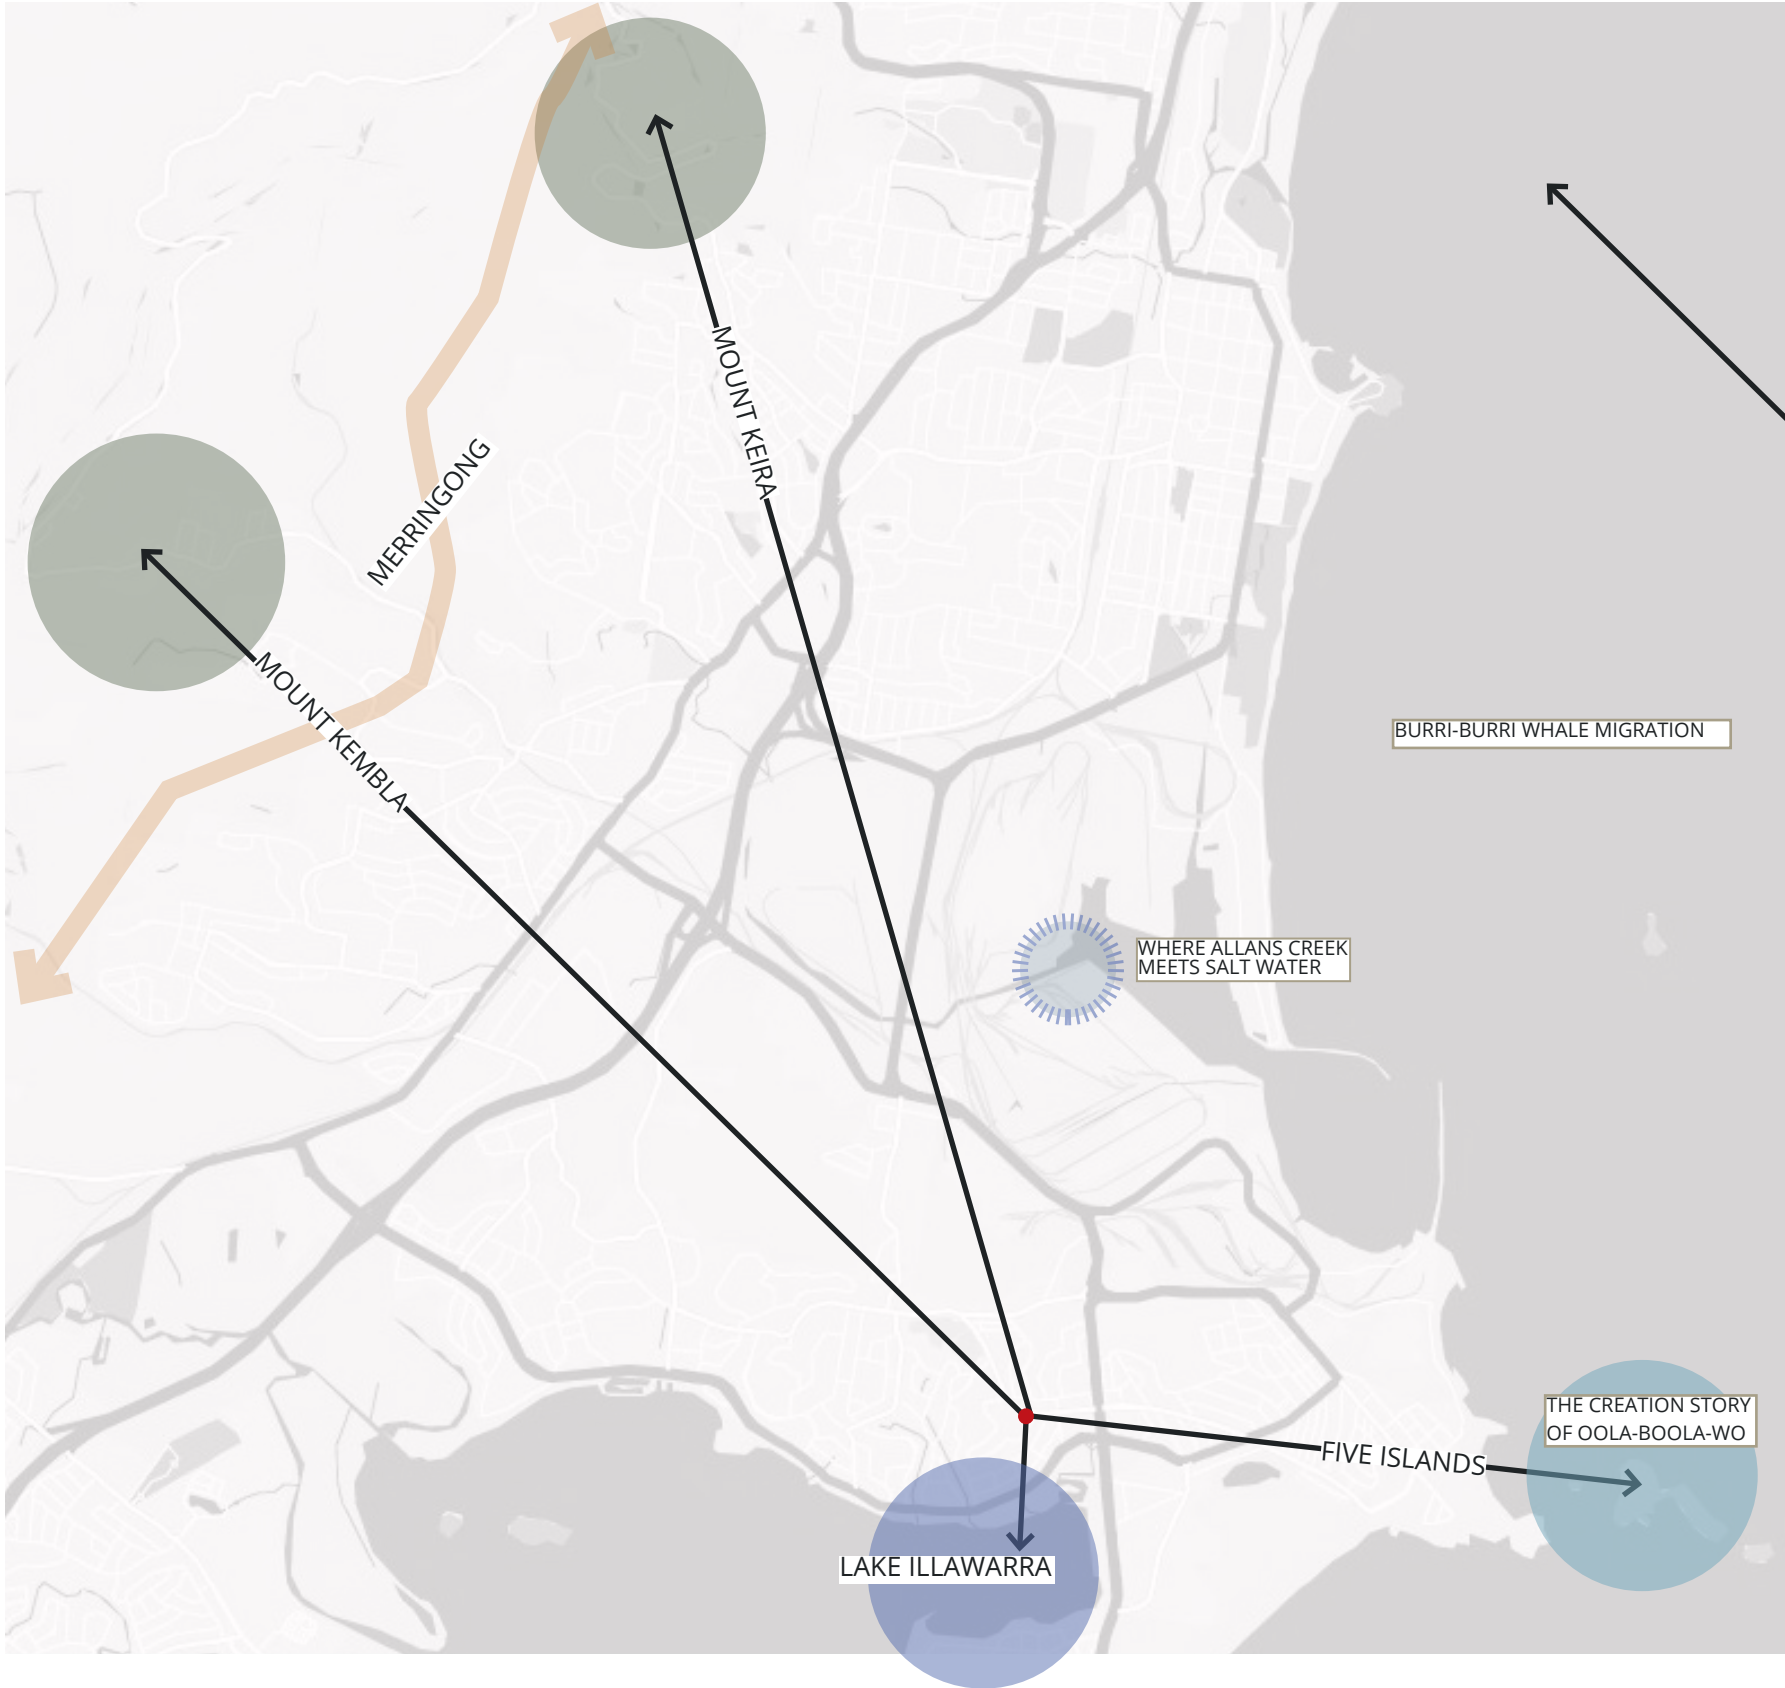 MOUNT KEIRA
MERRINGONG
MOUNT KEMBLA
BURRI-BURRI WHALE MIGRATION
WHERE ALLANS CREEK
MEETS SALT WATER
THE CREATION STORY
OF OOLA-BOOLA-WO
FIVE ISLANDS
LAKE ILLAWARRA